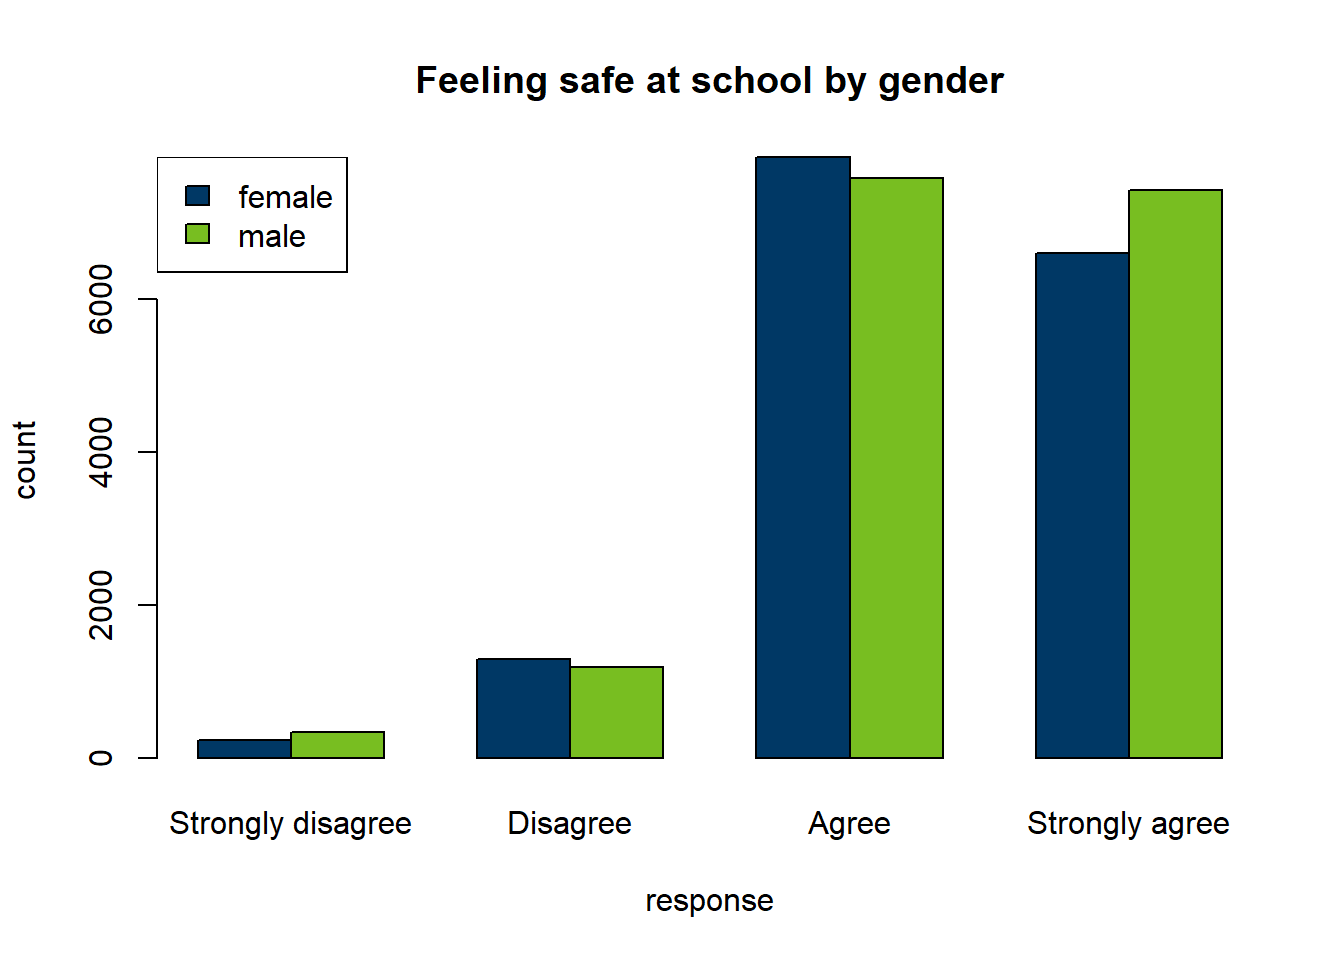 Feeling safe at school by gender
female
male
6000
4000
2000
0
count
Strongly disagree
Disagree
Agree
Strongly agree
response